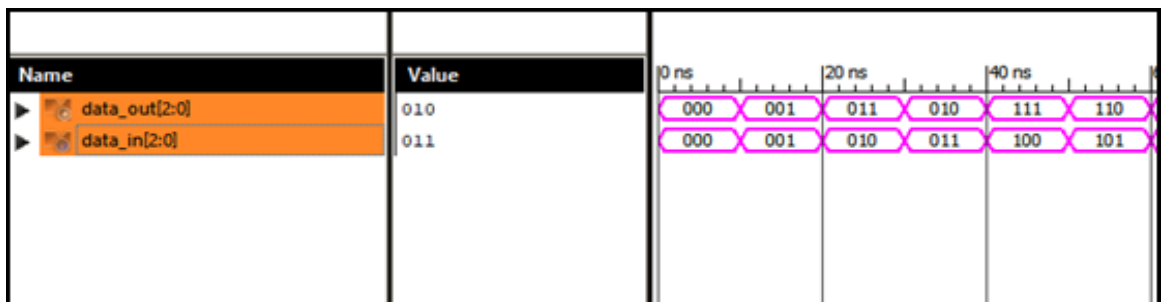 Name Value 0 ns 20 ns 40 ns
data_out[2:0] 010 000 001 011 010 111 110
data_in[2:0] 011 000 001 010 011 100 101